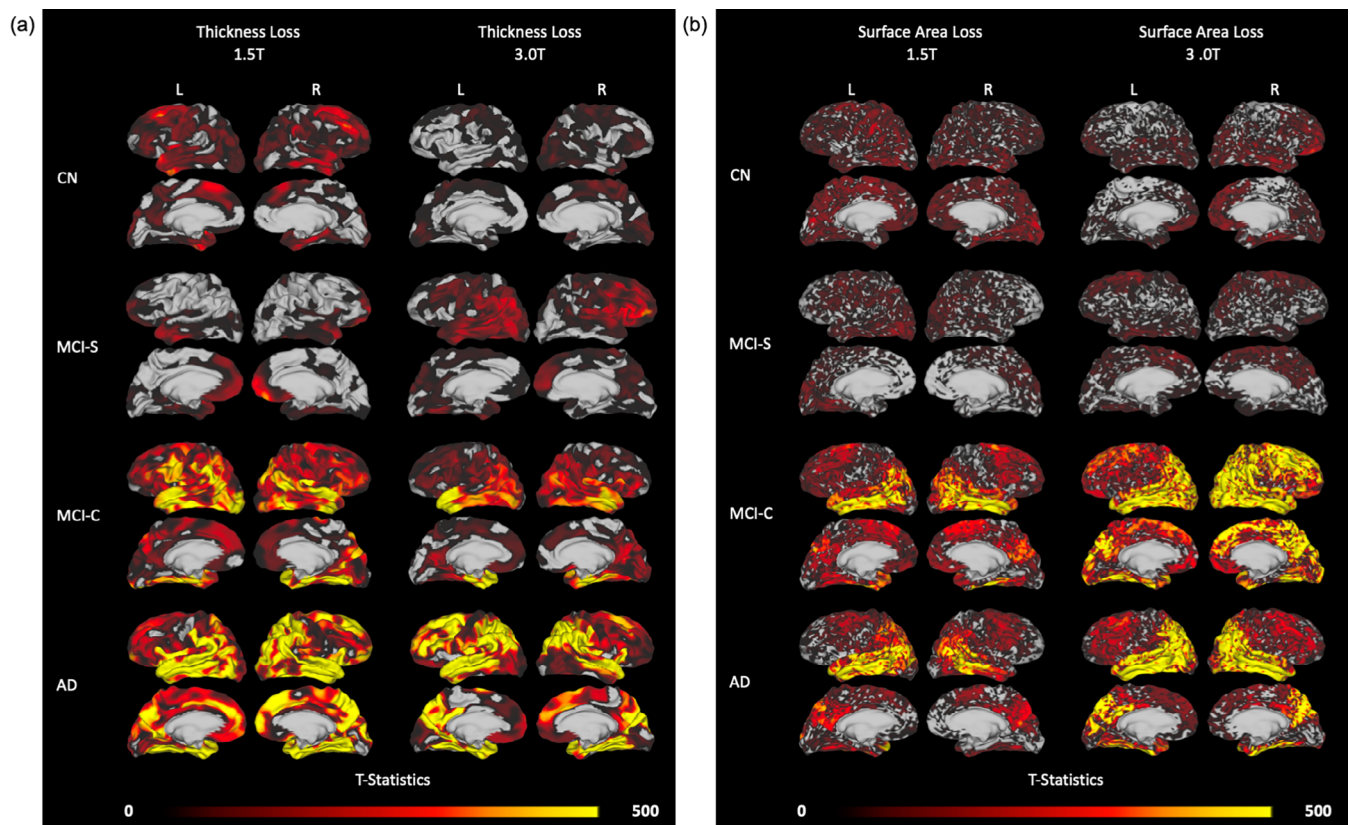 (a)
Thickness Loss
1.5T
Thickness Loss
3.0T
L
R
L
R
CN
MCI-S
MCI-C
AD
T-Statistics
0
500
(b)
Surface Area Loss
1.5T
Surface Area Loss
3 .0T
L
R
L
R
CN
MCI-S
MCI-C
AD
T-Statistics
0
500